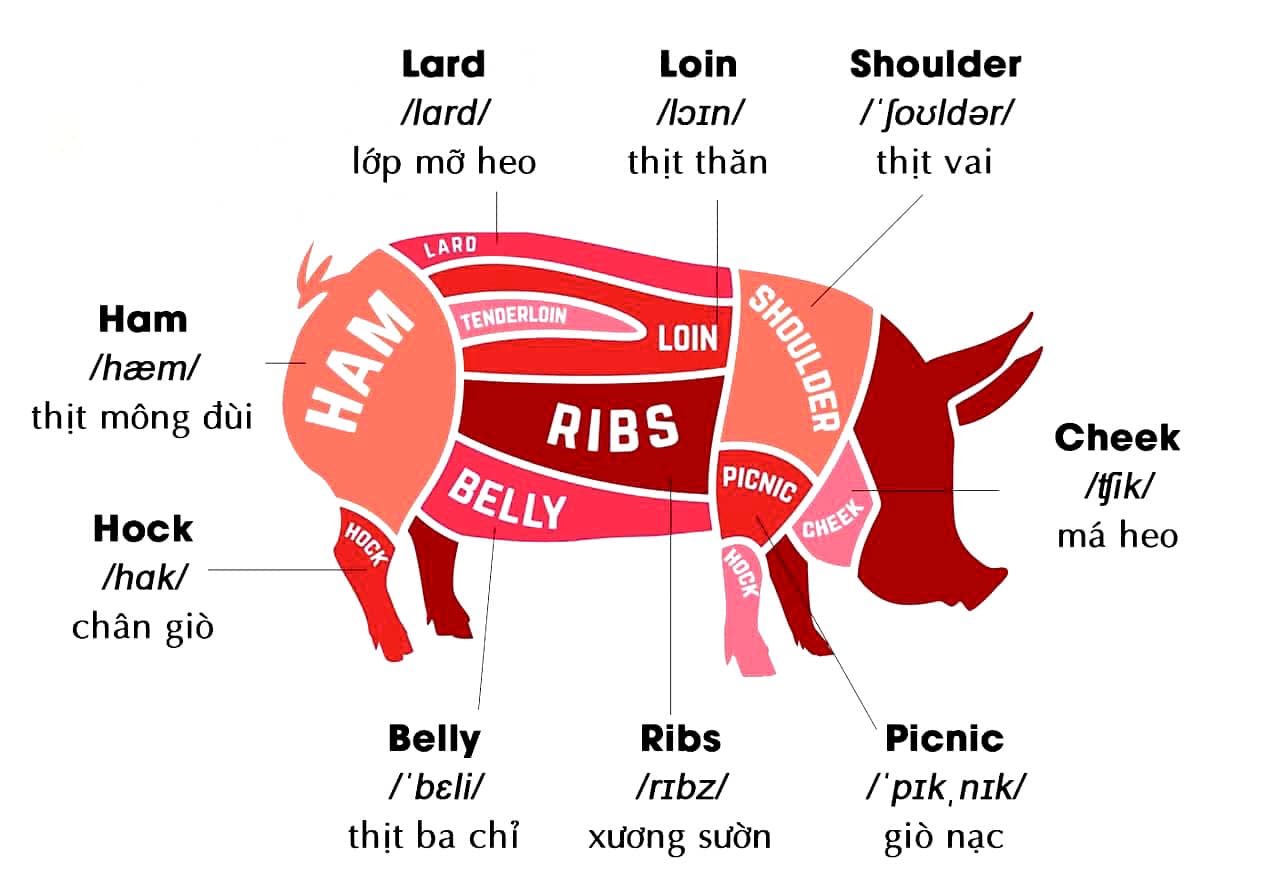 Lard
/lɑrd/
lớp mỡ heo
Loin
/lɔɪn/
thịt thăn
Shoulder
/ˈʃoʊldər/
thịt vai
LARD
TENDERLOIN
LOIN
SHOULDER
HAM
RIBS
BELLY
PICNIC
CHEEK
HOCK
HOCK
Ham
/hæm/
thịt mông đùi
Cheek
/ʧik/
má heo
Hock
/hɑk/
chân giò
Belly
/ˈbɛli/
thịt ba chỉ
Ribs
/rɪbz/
xương sườn
Picnic
/ˈpɪkˌnɪk/
giò nạc